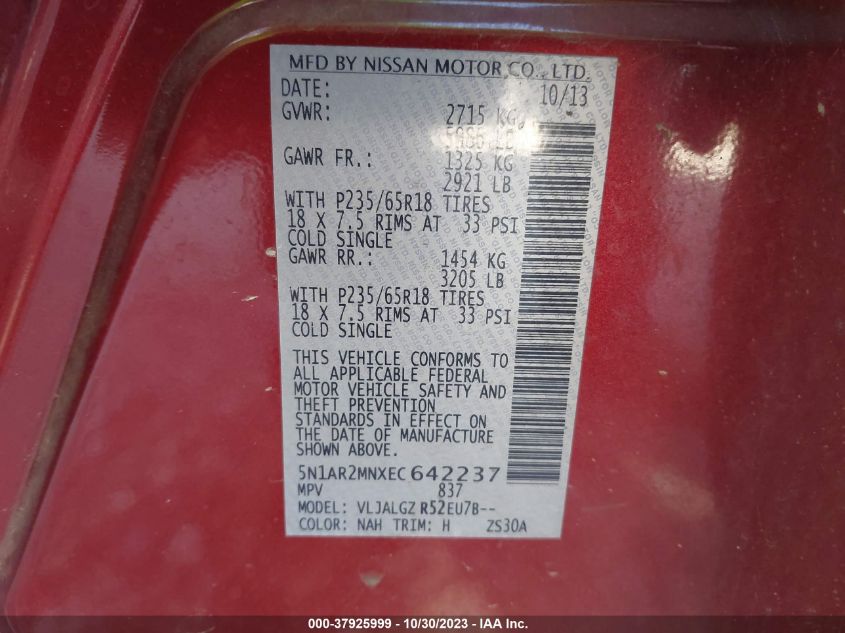 MFD BY NISSAN MOTOR CO., LTD.
DATE: 10/13
GVWR: 2715 KG
5986 LB
GAWR FR.: 1325 KG
2921 LB
WITH P235/65R18 TIRES
18 X 7.5 RIMS AT 33 PSI
COLD SINGLE
GAWR RR.: 1454 KG
3205 LB
WITH P235/65R18 TIRES
18 X 7.5 RIMS AT 33 PSI
COLD SINGLE
THIS VEHICLE CONFORMS TO
ALL APPLICABLE FEDERAL
MOTOR VEHICLE SAFETY AND
THEFT PREVENTION
STANDARDS IN EFFECT ON
THE DATE OF MANUFACTURE
SHOWN ABOVE.
5N1AR2MNXEC642237
MPV 837
MODEL: VLJALGZ R52EU7B--
COLOR: NAH TRIM: H ZS30A
000-37925999 - 10/30/2023 - IAA Inc.